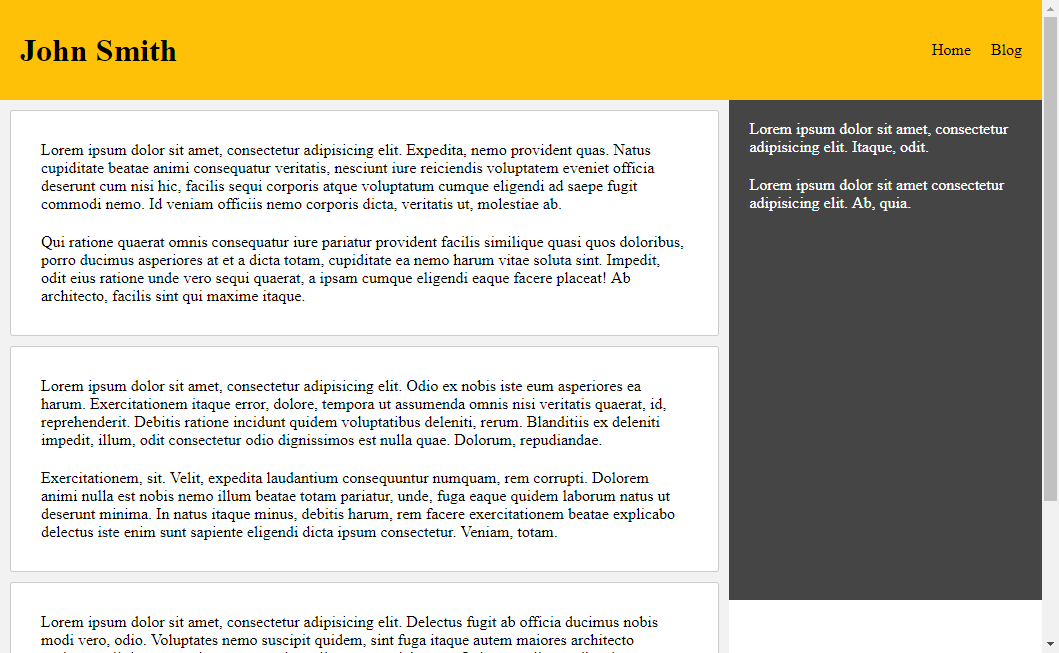 John Smith
Home Blog
Lorem ipsum dolor sit amet, consectetur adipisicing elit. Expedita, nemo provident quas. Natus
cupiditate beatae animi consequatur veritatis, nesciunt iure reiciendis voluptatem eveniet officia
deserunt cum nisi hic, facilis sequi corporis atque voluptatum cumque eligendi ad saepe fugit
commodi nemo. Id veniam officiis nemo corporis dicta, veritatis ut, molestiae ab.
Qui ratione quaerat omnis consequatur iure pariatur provident facilis similique quasi quos doloribus,
porro ducimus asperiores at et a dicta totam, cupiditate ea nemo harum vitae soluta sint. Impedit,
odit eius ratione unde vero sequi quaerat, a ipsam cumque eligendi eaque facere placeat! Ab
architecto, facilis sint qui maxime itaque.
Lorem ipsum dolor sit amet, consectetur adipisicing elit. Odio ex nobis iste eum asperiores ea
harum. Exercitationem itaque error, dolore, tempora ut assumenda omnis nisi veritatis quaerat, id,
reprehenderit. Debitis ratione incidunt quidem voluptatibus deleniti, rerum. Blanditiis ex deleniti
impedit, illum, odit consectetur odio dignissimos est nulla quae. Dolorum, repudiandae.
Exercitationem, sit. Velit, expedita laudantium consequuntur numquam, rem corrupti. Dolorem
animi nulla est nobis nemo illum beatae totam pariatur, unde, fuga eaque quidem laborum natus ut
deserunt minima. In natus itaque minus, debitis harum, rem facere exercitationem beatae explicabo
delectus iste enim sunt sapiente eligendi dicta ipsum consectetur. Veniam, totam.
Lorem ipsum dolor sit amet, consectetur adipisicing elit. Delectus fugit ab officia ducimus nobis
modi vero, odio. Voluptates nemo suscipit quidem, sint fuga itaque autem maiores architecto
Lorem ipsum dolor sit amet, consectetur
adipisicing elit. Itaque, odit.
Lorem ipsum dolor sit amet consectetur
adipisicing elit. Ab, quia.